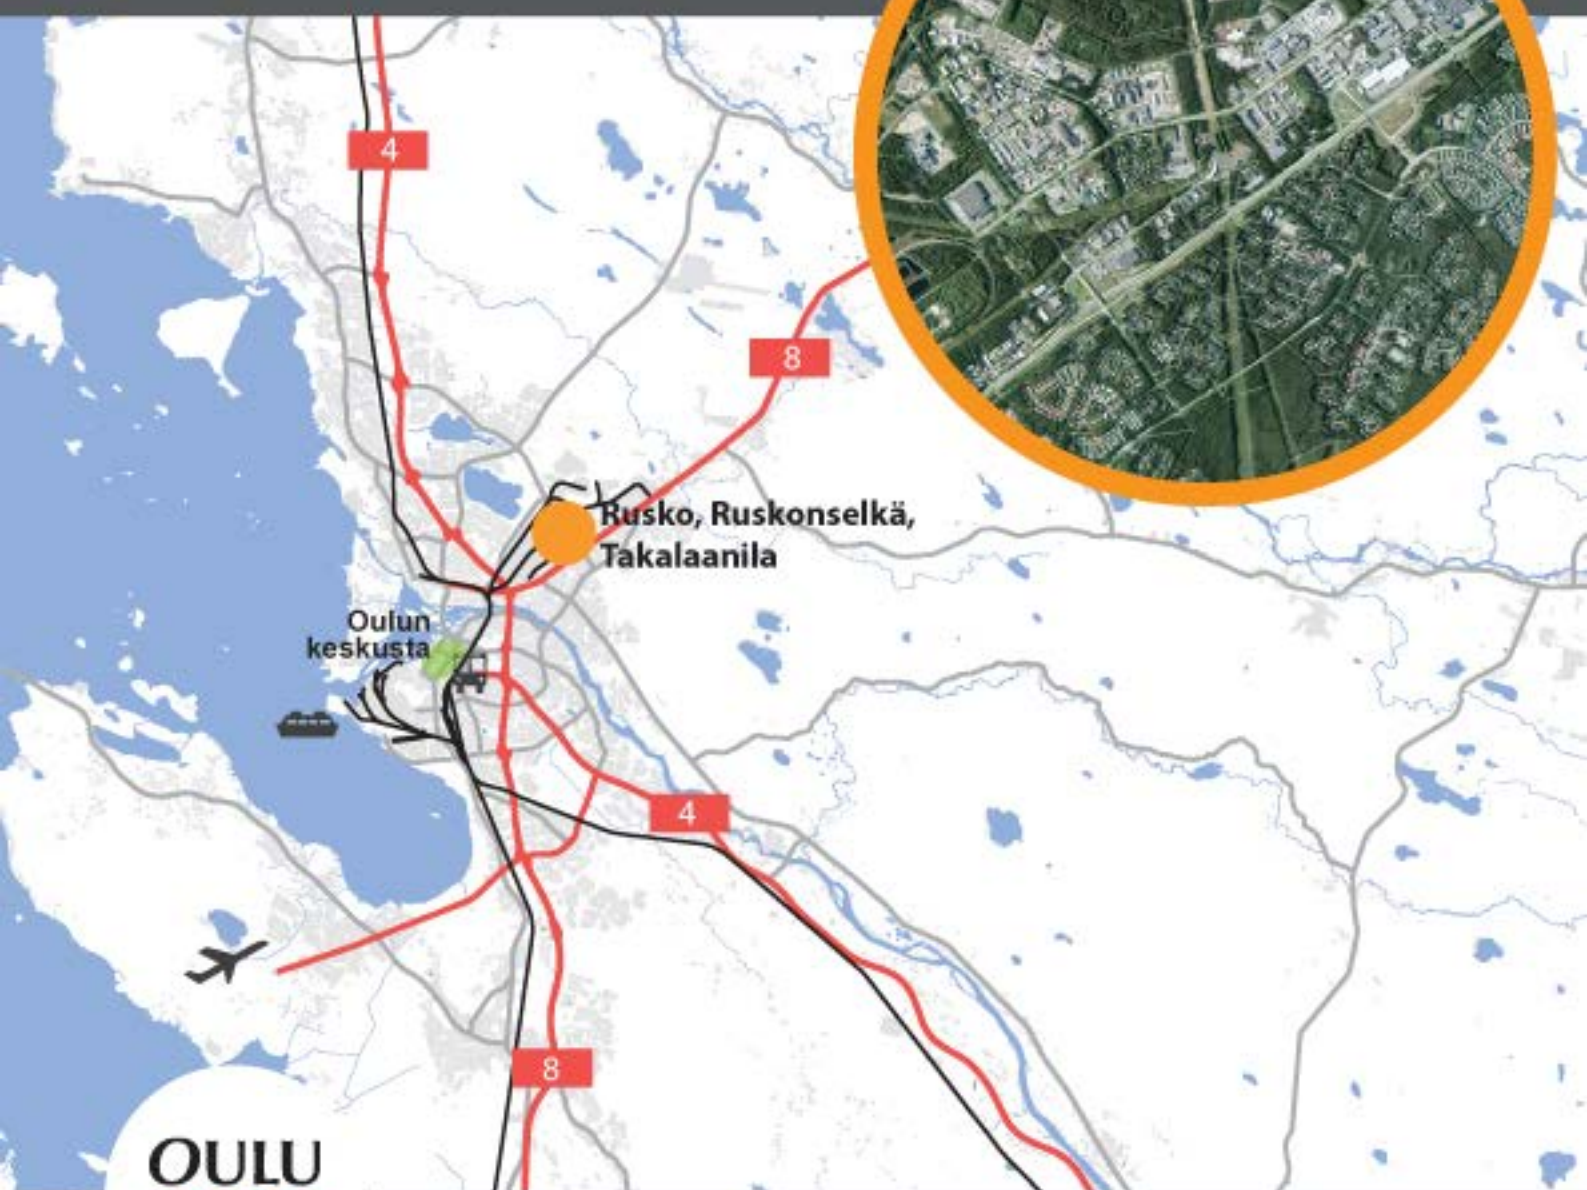 4
8
Rusko, Ruskonselkä,
Takalaanila
Oulun
keskusta
4
8
OULU